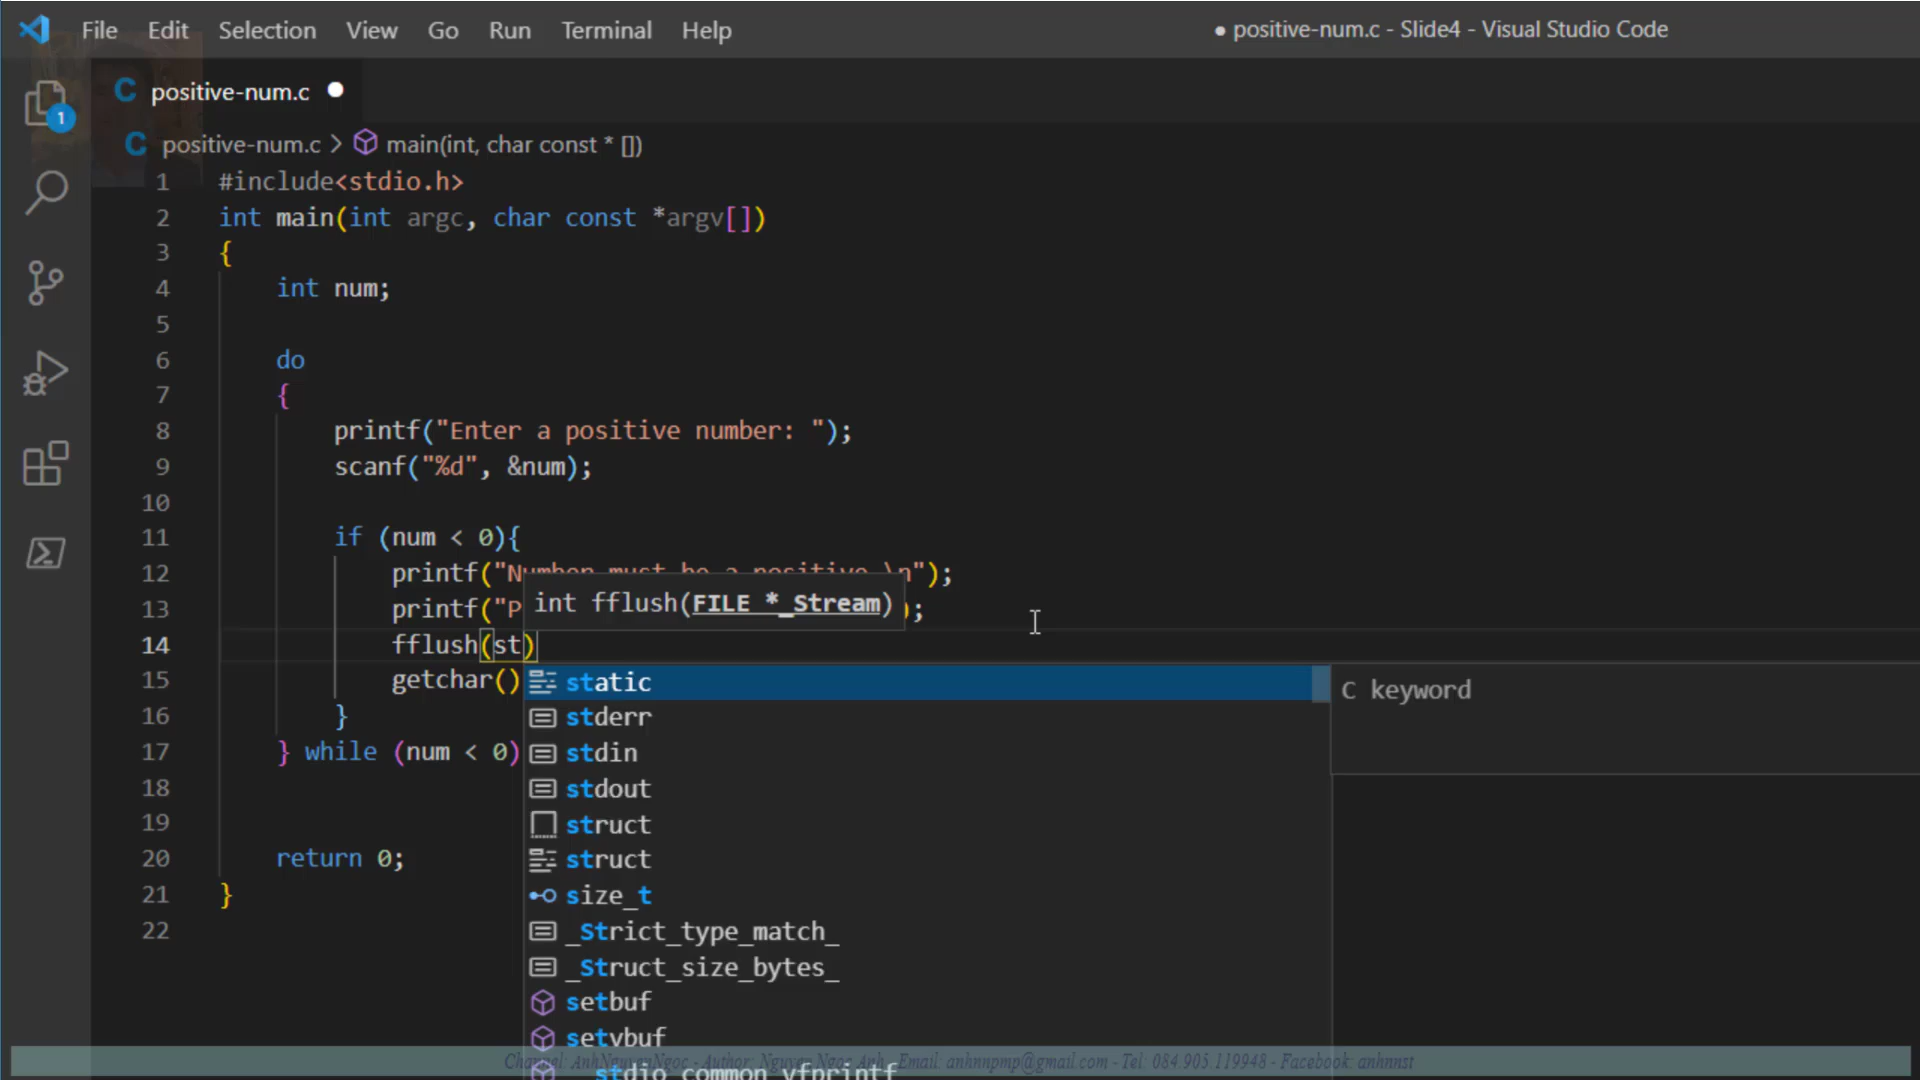 File Edit Selection View Go Run Terminal Help
● positive-num.c - Slide4 - Visual Studio Code
C positive-num.c ●
1
C positive-num.c > main(int, char const * [])
1 #include<stdio.h>
2 int main(int argc, char const *argv[])
3 {
4 int num;
5
6 do
7 {
8 printf("Enter a positive number: ");
9 scanf("%d", &num);
10
11 if (num < 0){
12 printf("Number must be a positive \n");
13 printf("P );
int fflush(FILE *_Stream)
14 fflush(st)
15 getchar()
16 }
17 } while (num < 0)
18
19
20 return 0;
21 }
22
static
C keyword
stderr
stdin
stdout
struct
struct
size_t
_Strict_type_match_
_Struct_size_bytes_
setbuf
setvbuf
Channel: AnhNguyenNgoc - Author: Nguyen Ngoc Anh - Email: anhnnpmp@gmail.com - Tel: 084.905.119948 - Facebook: anhnnst
stdio_common_vfprintf